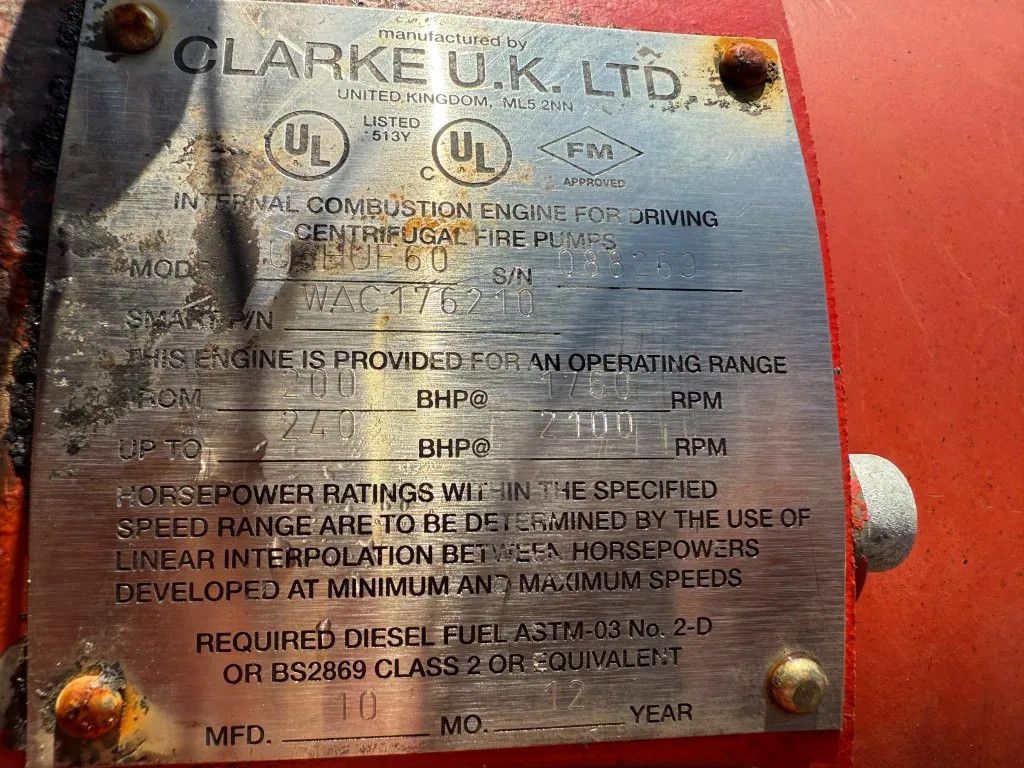 manufactured by
CLARKE U.K. LTD.
UNITED KINGDOM, ML5 2NN
UL LISTED 513Y C UL FM APPROVED
INTERNAL COMBUSTION ENGINE FOR DRIVING
CENTRIFUGAL FIRE PUMPS
MODEL S/N 088269
SMART P/N WAC176210
THIS ENGINE IS PROVIDED FOR AN OPERATING RANGE
FROM 200 BHP@ 1760 RPM
UP TO 240 BHP@ 2100 RPM
HORSEPOWER RATINGS WITHIN THE SPECIFIED
SPEED RANGE ARE TO BE DETERMINED BY THE USE OF
LINEAR INTERPOLATION BETWEEN HORSEPOWERS
DEVELOPED AT MINIMUM AND MAXIMUM SPEEDS
REQUIRED DIESEL FUEL ASTM-03 No. 2-D
OR BS2869 CLASS 2 OR EQUIVALENT
MFD. 10 MO. 12 YEAR